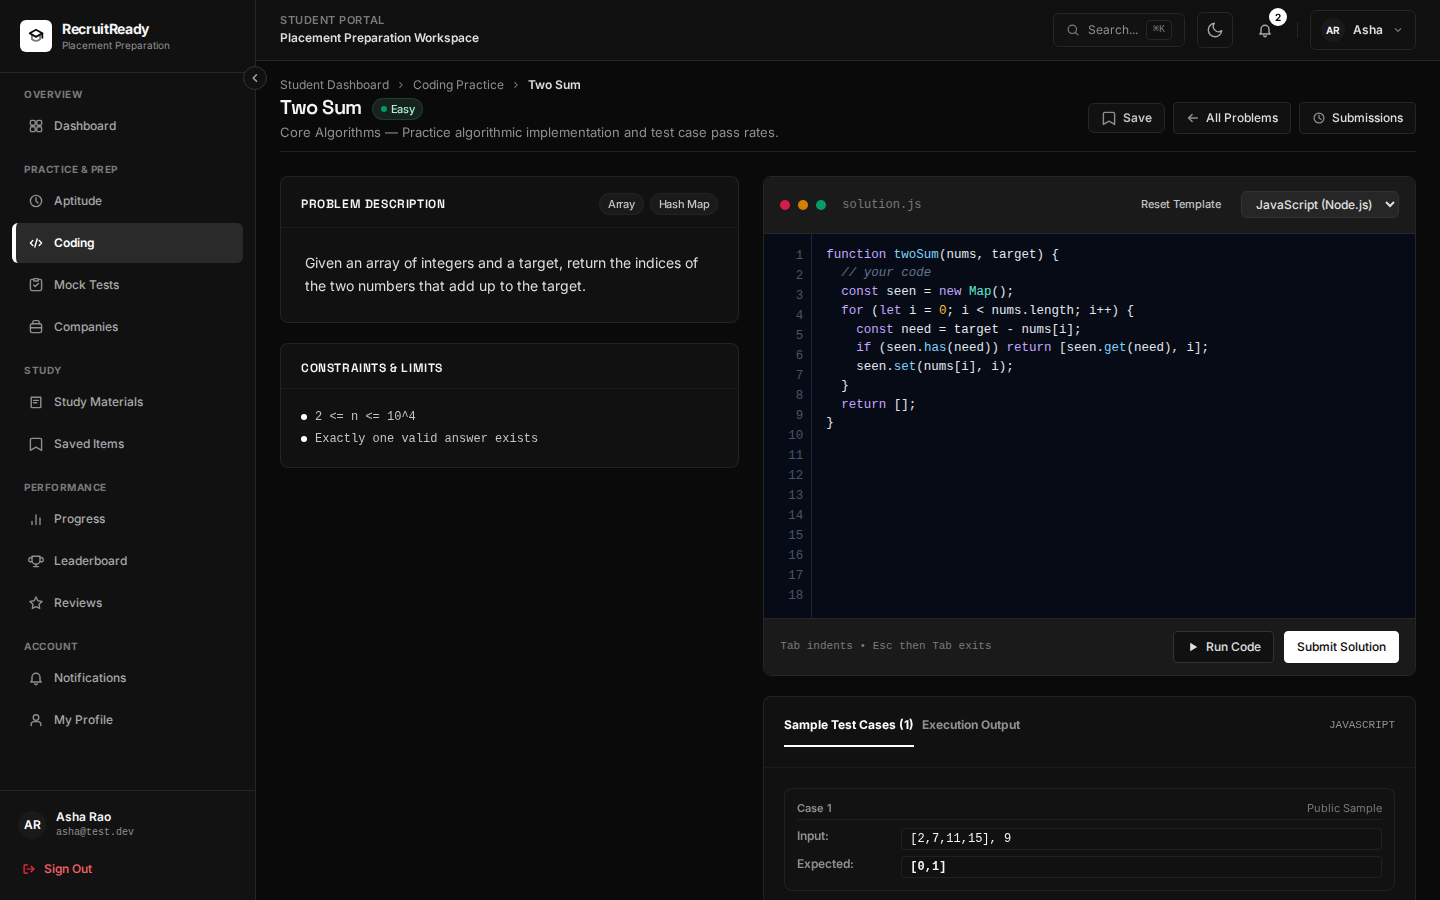 RecruitReady
Placement Preparation
OVERVIEW
Dashboard
PRACTICE & PREP
Aptitude
Coding
Mock Tests
Companies
STUDY
Study Materials
Saved Items
PERFORMANCE
Progress
Leaderboard
Reviews
ACCOUNT
Notifications
My Profile
AR
Asha Rao
asha@test.dev
Sign Out
STUDENT PORTAL
Placement Preparation Workspace
Search... ⌘K
2
AR Asha
Student Dashboard > Coding Practice > Two Sum
Two Sum Easy
Core Algorithms — Practice algorithmic implementation and test case pass rates.
Save
All Problems
Submissions
PROBLEM DESCRIPTION
Array Hash Map
Given an array of integers and a target, return the indices of
the two numbers that add up to the target.
CONSTRAINTS & LIMITS
2 <= n <= 10^4
Exactly one valid answer exists
solution.js
Reset Template
JavaScript (Node.js)
1 function twoSum(nums, target) {
2   // your code
3   const seen = new Map();
4   for (let i = 0; i < nums.length; i++) {
5     const need = target - nums[i];
6     if (seen.has(need)) return [seen.get(need), i];
7     seen.set(nums[i], i);
8   }
9   return [];
10 }
11
12
13
14
15
16
17
18
Tab indents • Esc then Tab exits
Run Code
Submit Solution
Sample Test Cases (1) Execution Output
JAVASCRIPT
Case 1 Public Sample
Input: [2,7,11,15], 9
Expected: [0,1]